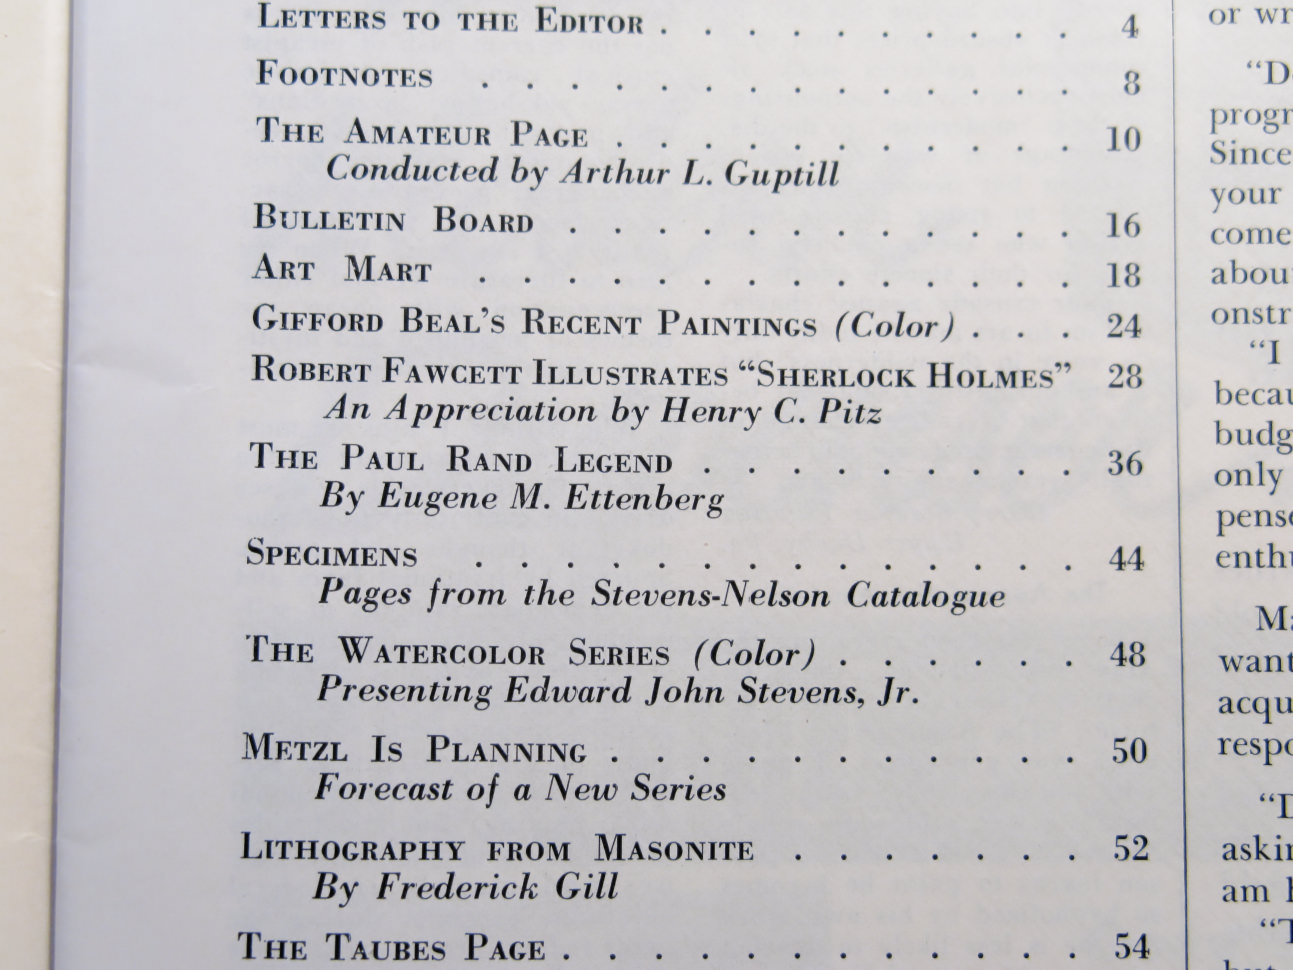 LETTERS TO THE EDITOR . . . . . . . . . . . . . . 4
FOOTNOTES . . . . . . . . . . . . . . . . . . . . 8
THE AMATEUR PAGE . . . . . . . . . . . . . . . . 10
Conducted by Arthur L. Guptill
BULLETIN BOARD . . . . . . . . . . . . . . . . . 16
ART MART . . . . . . . . . . . . . . . . . . . . 18
GIFFORD BEAL'S RECENT PAINTINGS (Color) . . . 24
ROBERT FAWCETT ILLUSTRATES “SHERLOCK HOLMES” 28
An Appreciation by Henry C. Pitz
THE PAUL RAND LEGEND . . . . . . . . . 36
By Eugene M. Ettenberg
SPECIMENS . . . . . . . . . . . . . . 44
Pages from the Stevens-Nelson Catalogue
THE WATERCOLOR SERIES (Color) . . . . . . 48
Presenting Edward John Stevens, Jr.
METZL IS PLANNING . . . . . . . . . . . 50
Forecast of a New Series
LITHOGRAPHY FROM MASONITE . . . . . . . 52
By Frederick Gill
THE TAUBES PAGE . . . . . . . . . . . . 54
or wr
“D
progr
Since
your
come
about
onstr
“I
becau
budg
only
pense
enthu
Ma
want
acqu
respo
“D
askin
am h
“T